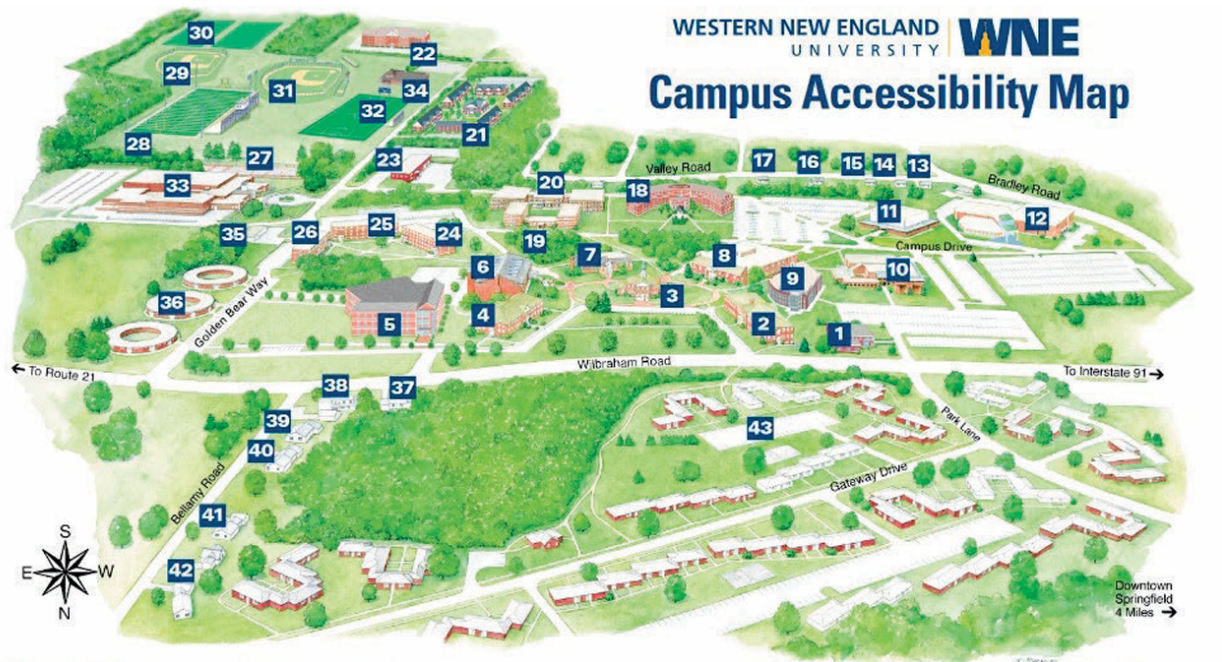 WESTERN NEW ENGLAND
UNIVERSITY
WNE
Campus Accessibility Map
30
22
29
31
34
32
28
27
21
23
33
Valley Road
17
16
15
14
13
Bradley Road
20
18
35
26
25
24
19
11
12
Campus Drive
6
7
8
9
10
36
Golden Bear Way
5
4
3
2
1
To Route 21
Wilbraham Road
To Interstate 91
38
37
39
40
43
Park Lane
Gateway Drive
Bellamy Road
41
42
S
E
W
N
Downtown
Springfield
4 Miles